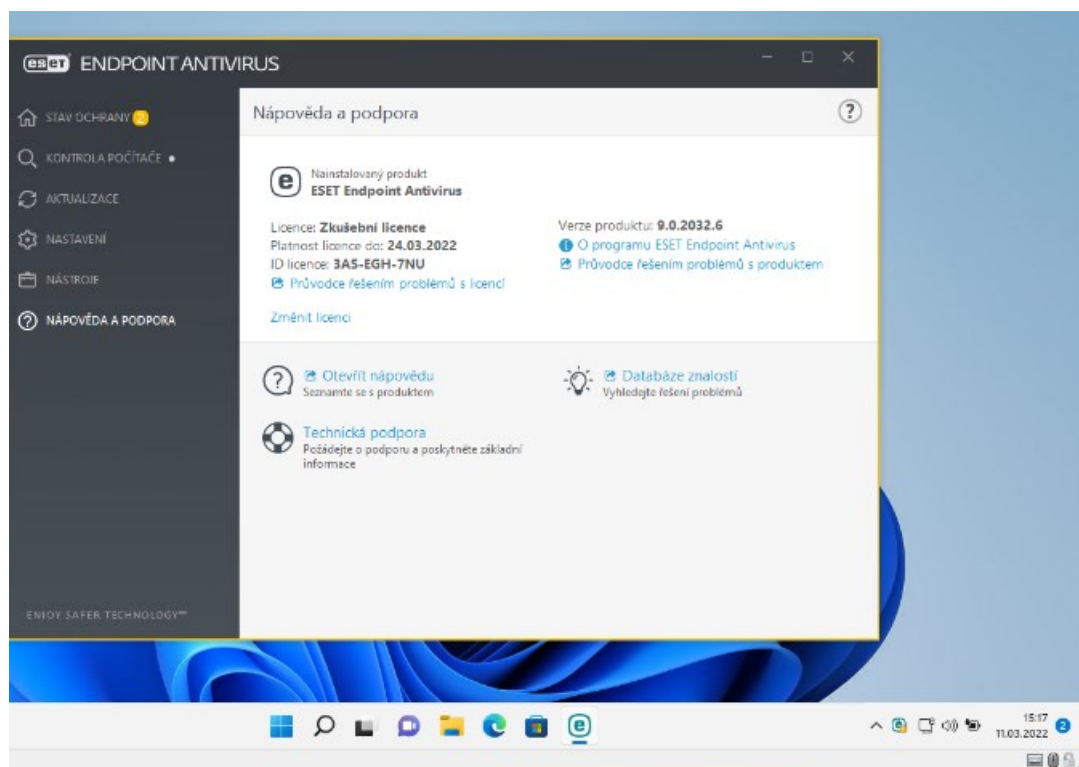 eset ENDPOINT ANTIVIRUS
STAV OCHRANY 2
KONTROLA POČÍTAČE
AKTUALIZACE
NASTAVENÍ
NÁSTROJE
NÁPOVĚDA A PODPORA
ENJOY SAFER TECHNOLOGY™
Nápověda a podpora
?
e
Nainstalovaný produkt
ESET Endpoint Antivirus
Licence: Zkušební licence
Platnost licence do: 24.03.2022
ID licence: 3AS-EGH-7NU
Průvodce řešením problémů s licencí
Změnit licenci
Verze produktu: 9.0.2032.6
O programu ESET Endpoint Antivirus
Průvodce řešením problémů s produktem
Otevřít nápovědu
Seznamte se s produktem
Databáze znalostí
Vyhledejte řešení problémů
Technická podpora
Požádejte o podporu a poskytněte základní
informace
15:17
11.03.2022
2